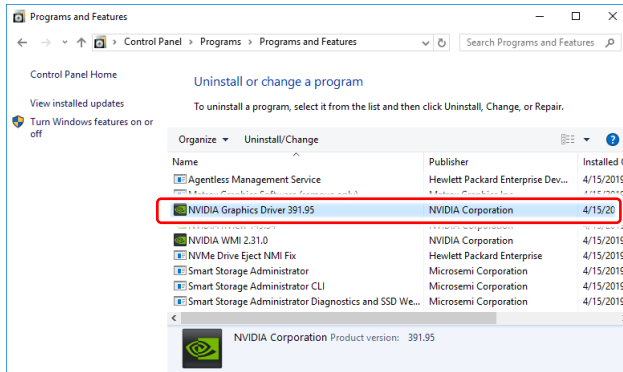 Programs and Features
Control Panel > Programs > Programs and Features
Search Programs and Features
Control Panel Home
View installed updates
Turn Windows features on or
off
Uninstall or change a program
To uninstall a program, select it from the list and then click Uninstall, Change, or Repair.
Organize Uninstall/Change
Name Publisher Installed
Agentless Management Service Hewlett Packard Enterprise Dev... 4/15/2019
NVIDIA Graphics Driver 391.95 NVIDIA Corporation 4/15/20
NVIDIA WMI 2.31.0 NVIDIA Corporation 4/15/2019
NVMe Drive Eject NMI Fix Hewlett Packard Enterprise 4/15/2019
Smart Storage Administrator Microsemi Corporation 4/15/2019
Smart Storage Administrator CLI Microsemi Corporation 4/15/2019
Smart Storage Administrator Diagnostics and SSD We... Microsemi Corporation 4/15/2019
NVIDIA Corporation Product version: 391.95